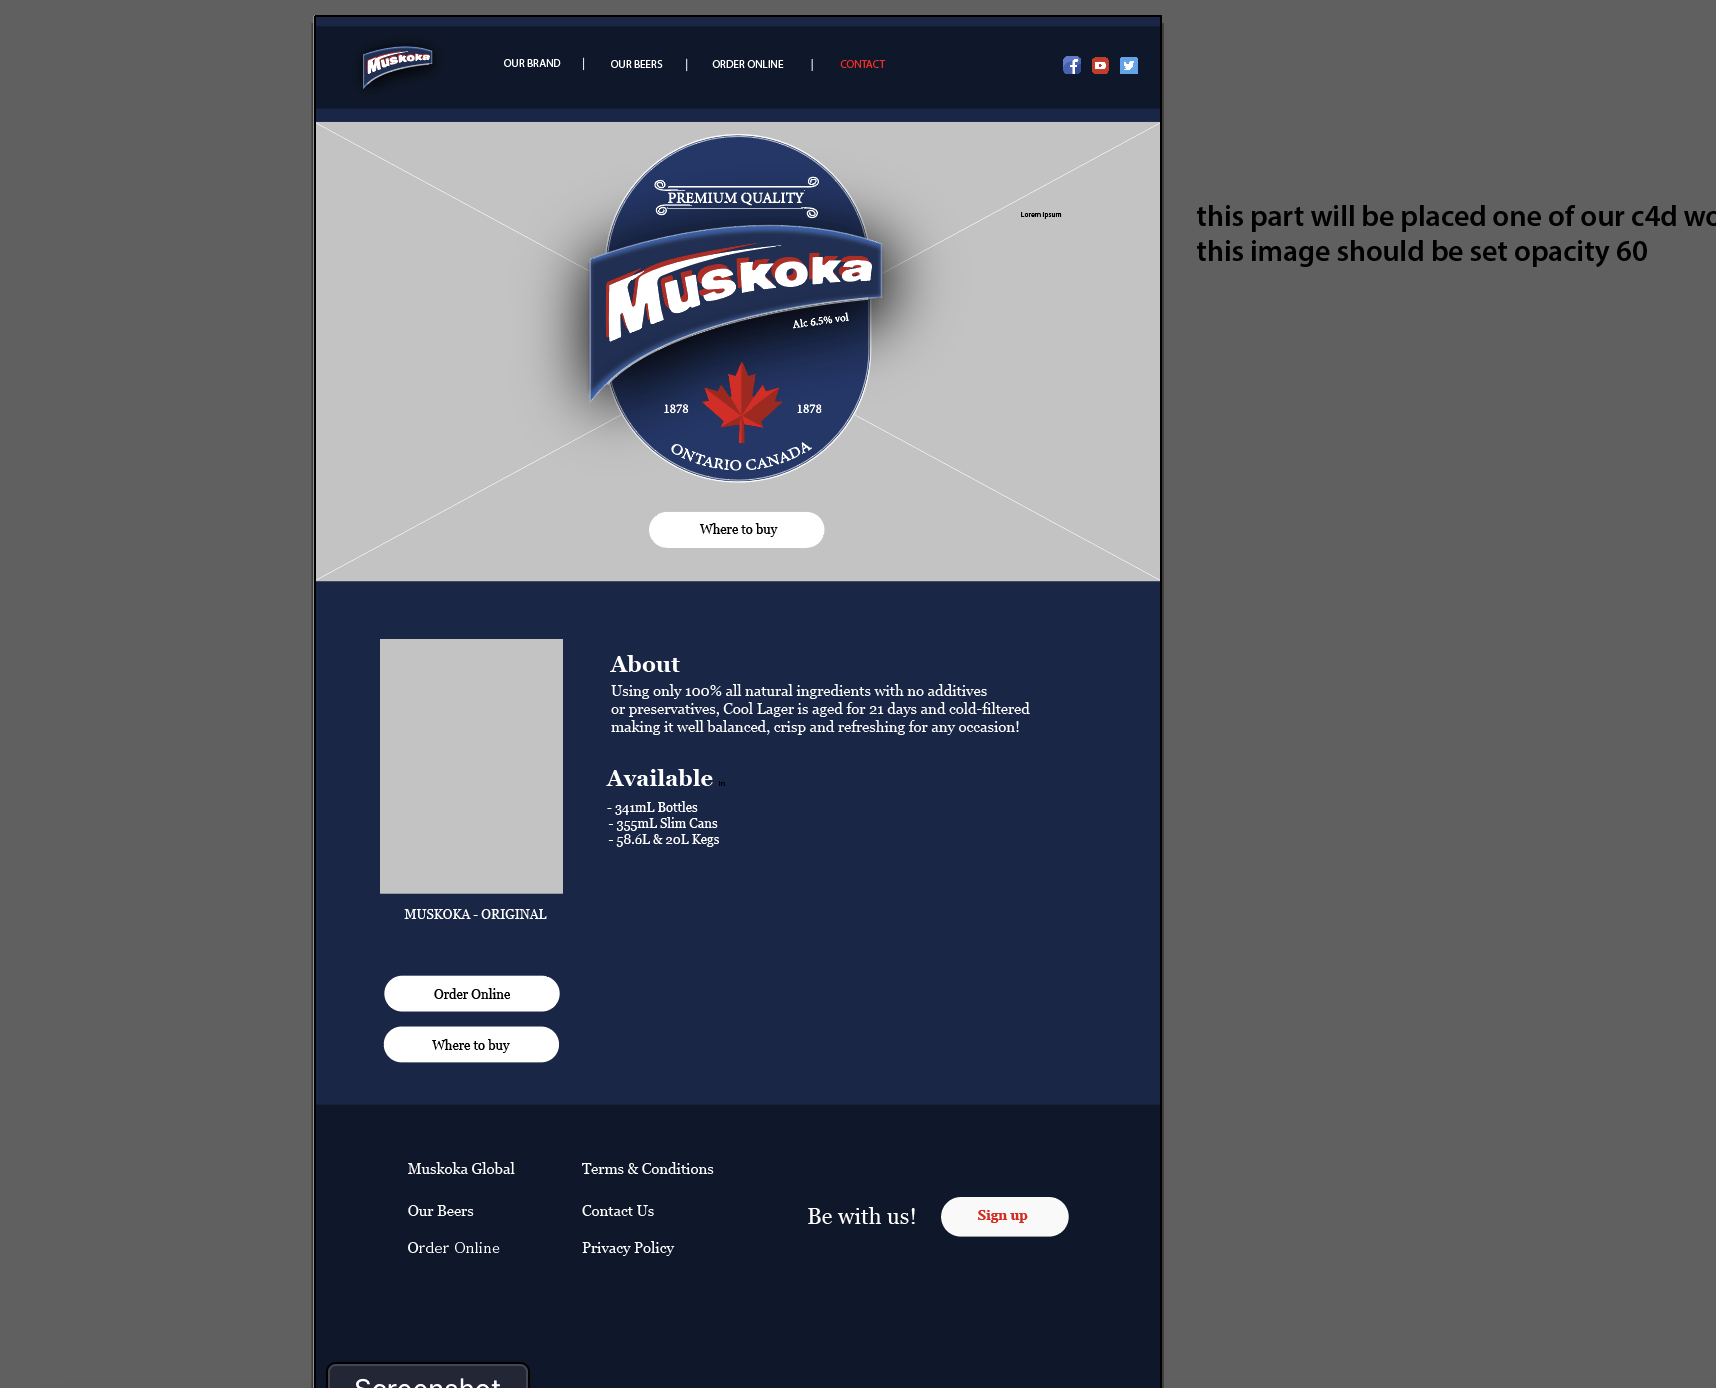 Muskoka
OUR BRAND | OUR BEERS | ORDER ONLINE | CONTACT
PREMIUM QUALITY
Lorem ipsum
this part will be placed one of our c4d
this image should be set opacity 60
Muskoka
Alc 6.5% vol
1878 1878
ONTARIO CANADA
Where to buy
About
Using only 100% all natural ingredients with no additives
or preservatives, Cool Lager is aged for 21 days and cold-filtered
making it well balanced, crisp and refreshing for any occasion!
Available
- 341mL Bottles
- 355mL Slim Cans
- 58.6L & 20L Kegs
MUSKOKA - ORIGINAL
Order Online
Where to buy
Muskoka Global
Terms & Conditions
Our Beers
Contact Us
Be with us!
Sign up
Order Online
Privacy Policy
Screenshot